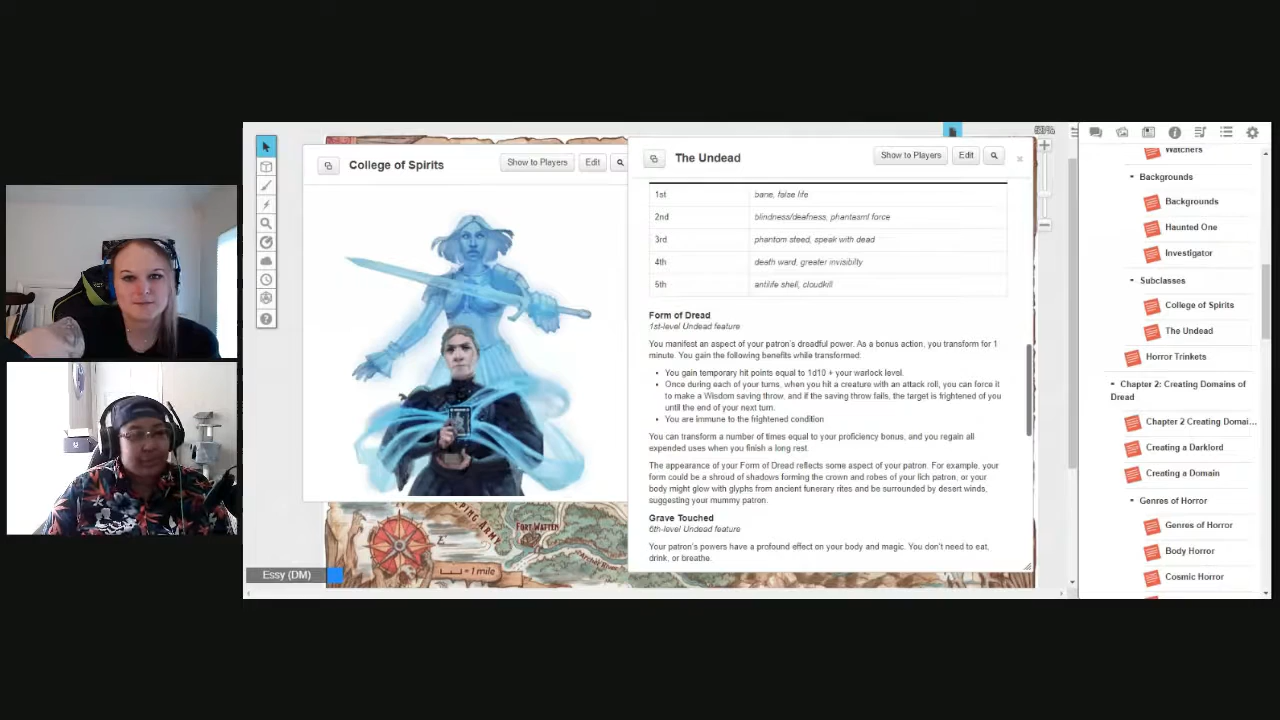 College of Spirits
Show to Players
Edit
The Undead
Show to Players
Edit
1st bane, false life
2nd blindness/deafness, phantasml force
3rd phantom steed, speak with dead
4th death ward, greater invisibilty
5th antilife shell, cloudkill
Form of Dread
1st-level Undead feature
You manifest an aspect of your patron's dreadful power. As a bonus action, you transform for 1
minute. You gain the following benefits while transformed:
You gain temporary hit points equal to 1d10 + your warlock level.
Once during each of your turns, when you hit a creature with an attack roll, you can force it
to make a Wisdom saving throw, and if the saving throw fails, the target is frightened of you
until the end of your next turn.
You are immune to the frightened condition
You can transform a number of times equal to your proficiency bonus, and you regain all
expended uses when you finish a long rest.
The appearance of your Form of Dread reflects some aspect of your patron. For example, your
form could be a shroud of shadows forming the crown and robes of your lich patron, or your
body might glow with glyphs from ancient funerary rites and be surrounded by desert winds,
suggesting your mummy patron.
Grave Touched
6th-level Undead feature
Your patron's powers have a profound effect on your body and magic. You don't need to eat,
drink, or breathe.
FORT WAFTEN
= 1 mile
Essy (DM)
Watchers
Backgrounds
Backgrounds
Haunted One
Investigator
Subclasses
College of Spirits
The Undead
Horror Trinkets
Chapter 2: Creating Domains of
Dread
Chapter 2 Creating Domai...
Creating a Darklord
Creating a Domain
Genres of Horror
Genres of Horror
Body Horror
Cosmic Horror